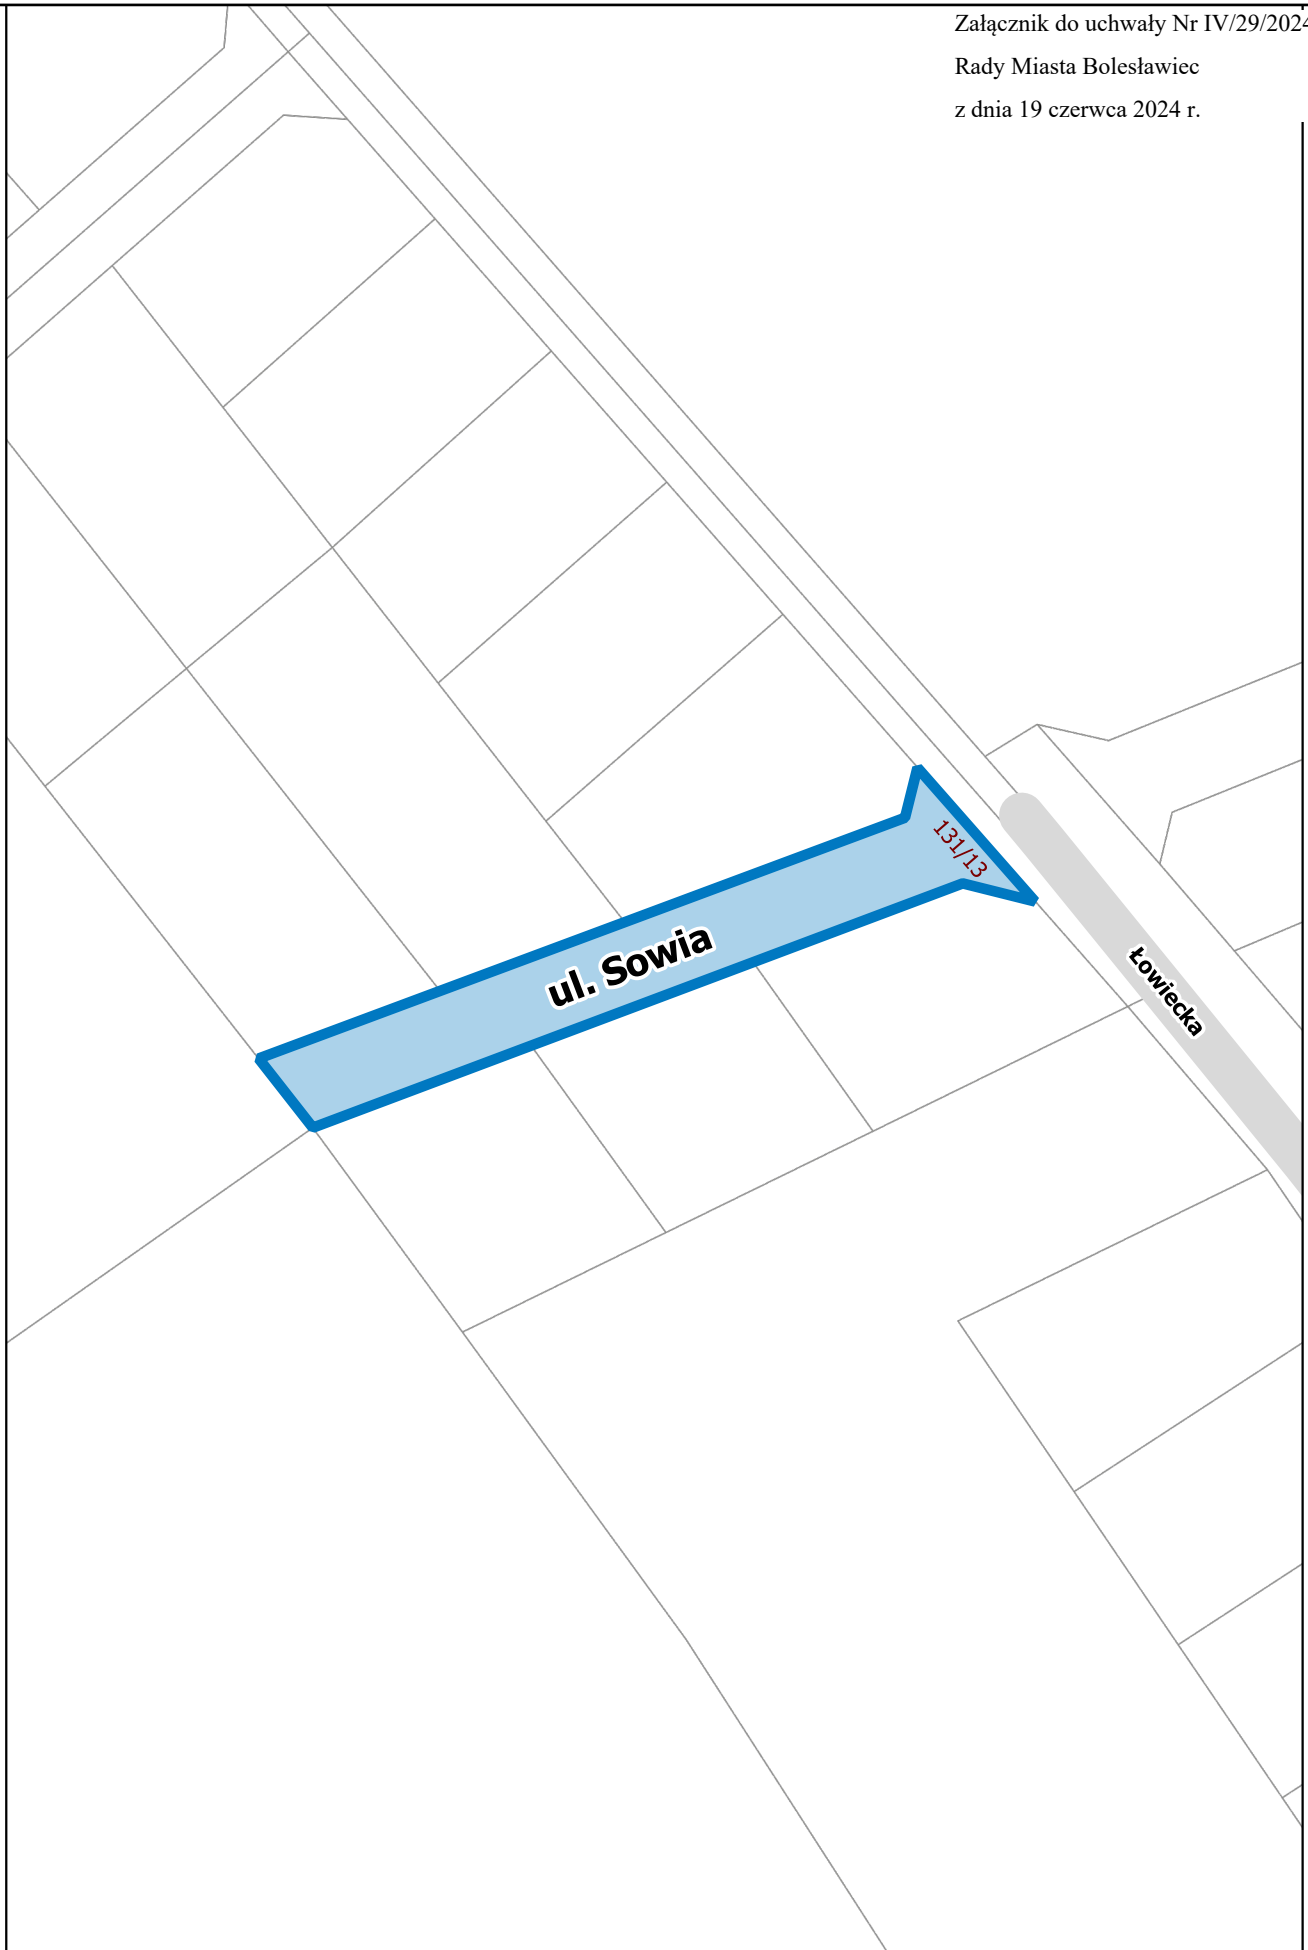 Załącznik do uchwały Nr IV/29/2024
Rady Miasta Bolesławiec
z dnia 19 czerwca 2024 r.
131/13
ul. Sowia
Łowiecka